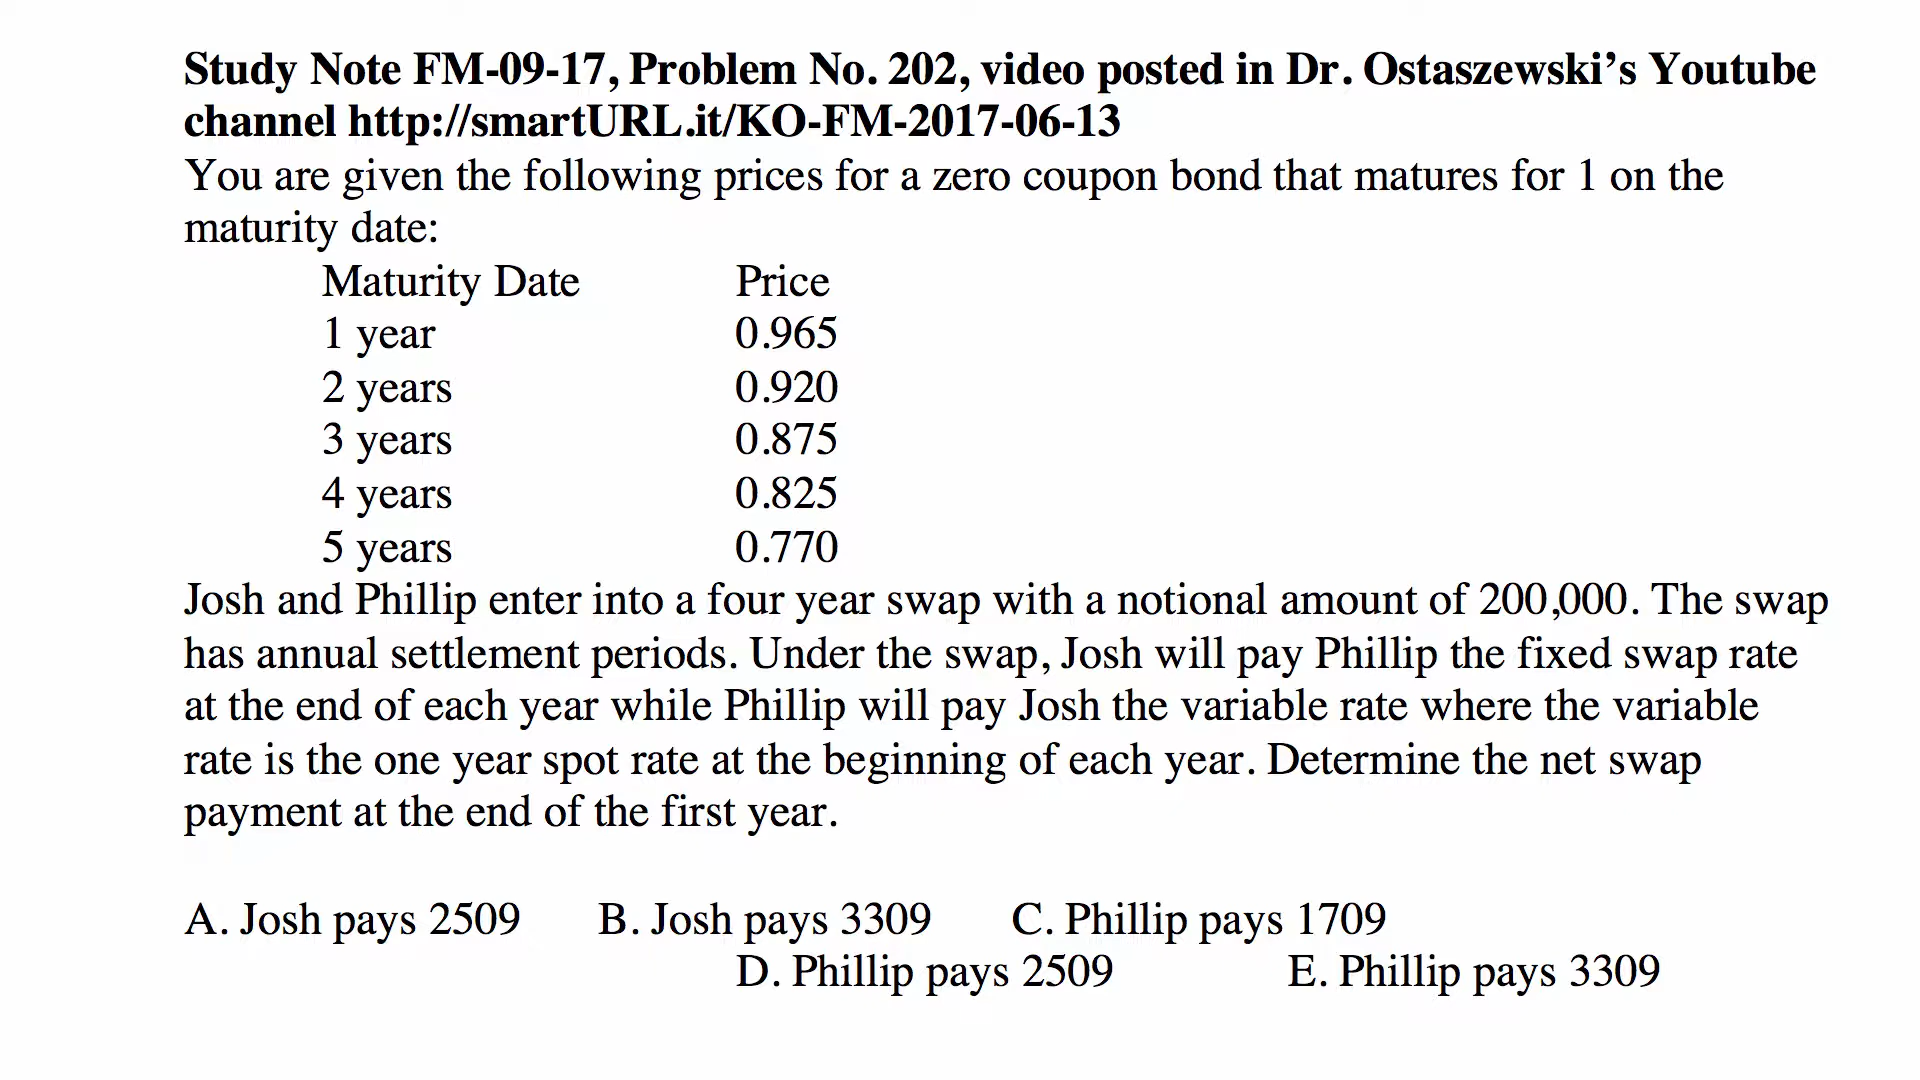 Study Note FM-09-17, Problem No. 202, video posted in Dr. Ostaszewski’s Youtube
channel http://smartURL.it/KO-FM-2017-06-13
You are given the following prices for a zero coupon bond that matures for 1 on the
maturity date:
Maturity Date Price
1 year 0.965
2 years 0.920
3 years 0.875
4 years 0.825
5 years 0.770
Josh and Phillip enter into a four year swap with a notional amount of 200,000. The swap
has annual settlement periods. Under the swap, Josh will pay Phillip the fixed swap rate
at the end of each year while Phillip will pay Josh the variable rate where the variable
rate is the one year spot rate at the beginning of each year. Determine the net swap
payment at the end of the first year.
A. Josh pays 2509 B. Josh pays 3309 C. Phillip pays 1709
D. Phillip pays 2509 E. Phillip pays 3309